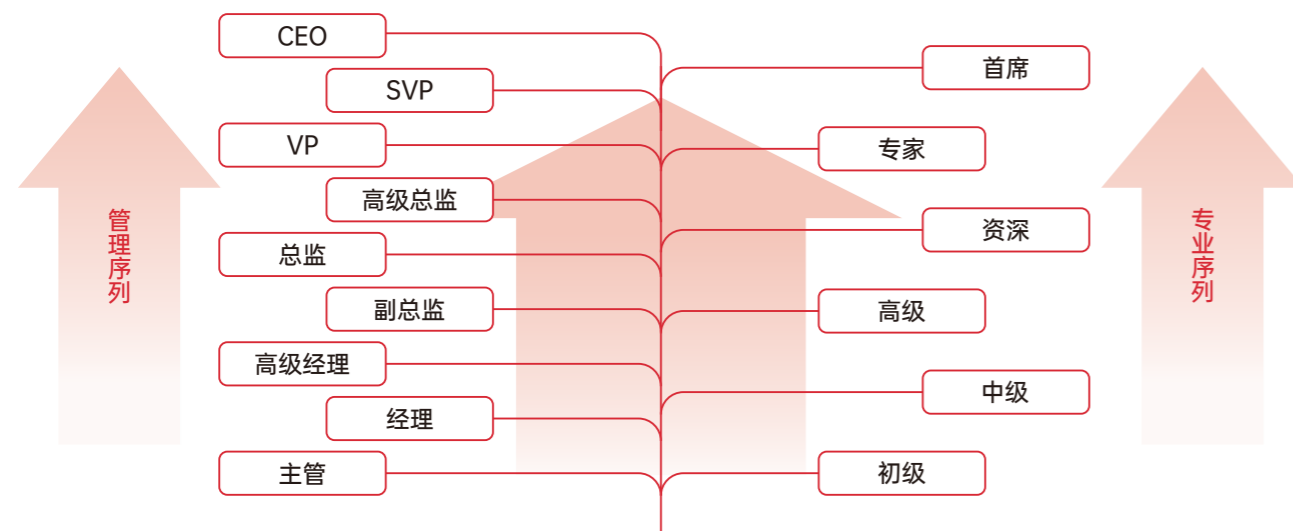 管理序列
CEO
SVP
VP
高级总监
总监
副总监
高级经理
经理
主管
首席
专家
资深
高级
中级
初级
专业序列